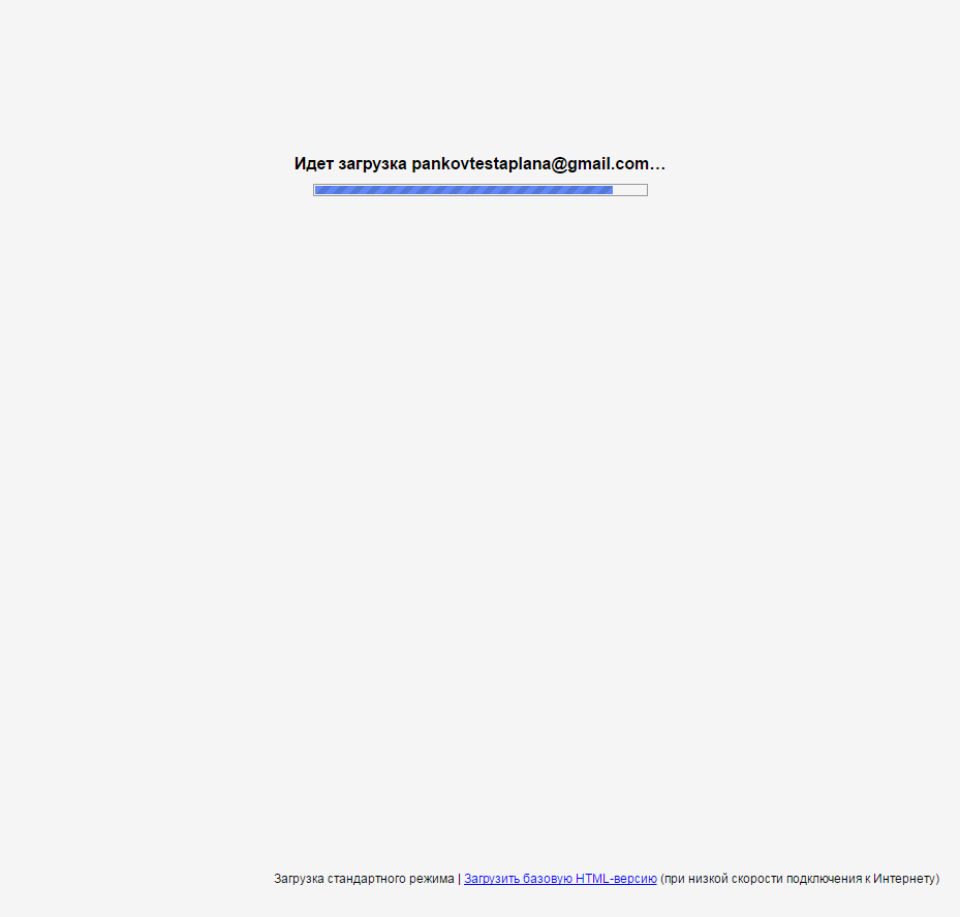 Идет загрузка pankovtestaplana@gmail.com…
Загрузка стандартного режима | Загрузить базовую HTML-версию (при низкой скорости подключения к Интернету)